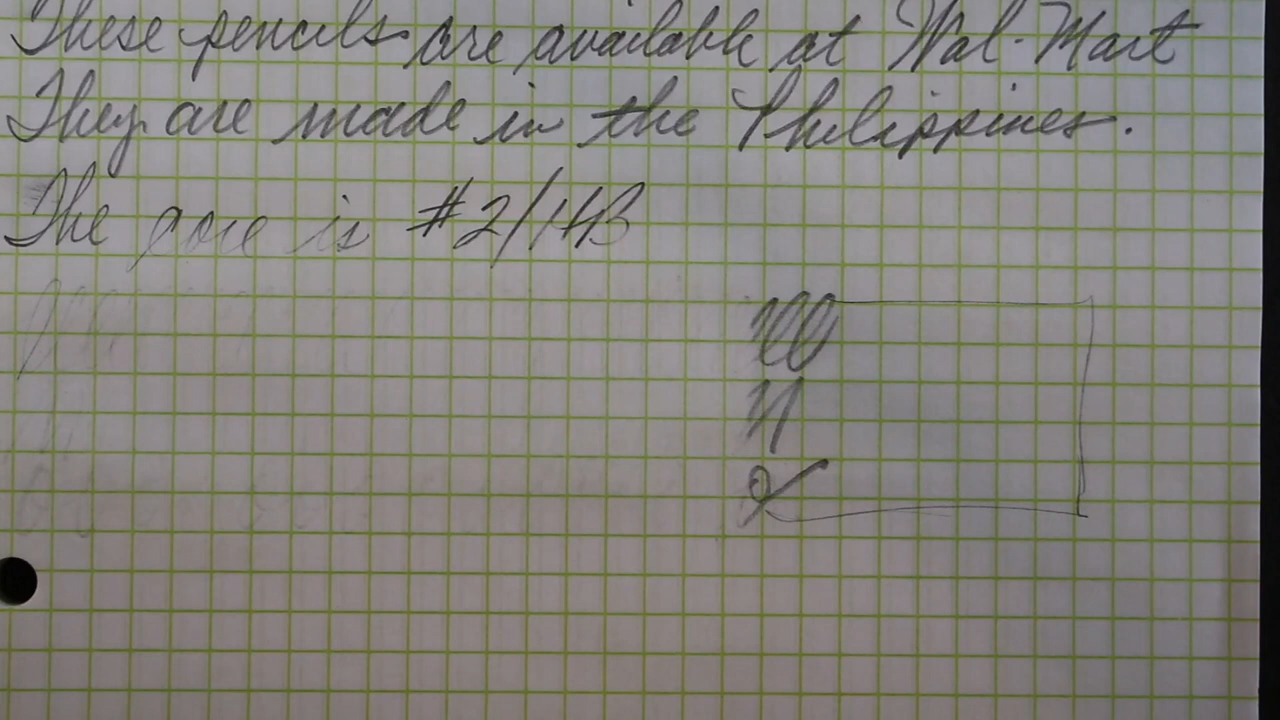 These pencils are available at Wal-Mart
They are made in the Philippines.
The core is #2/HB